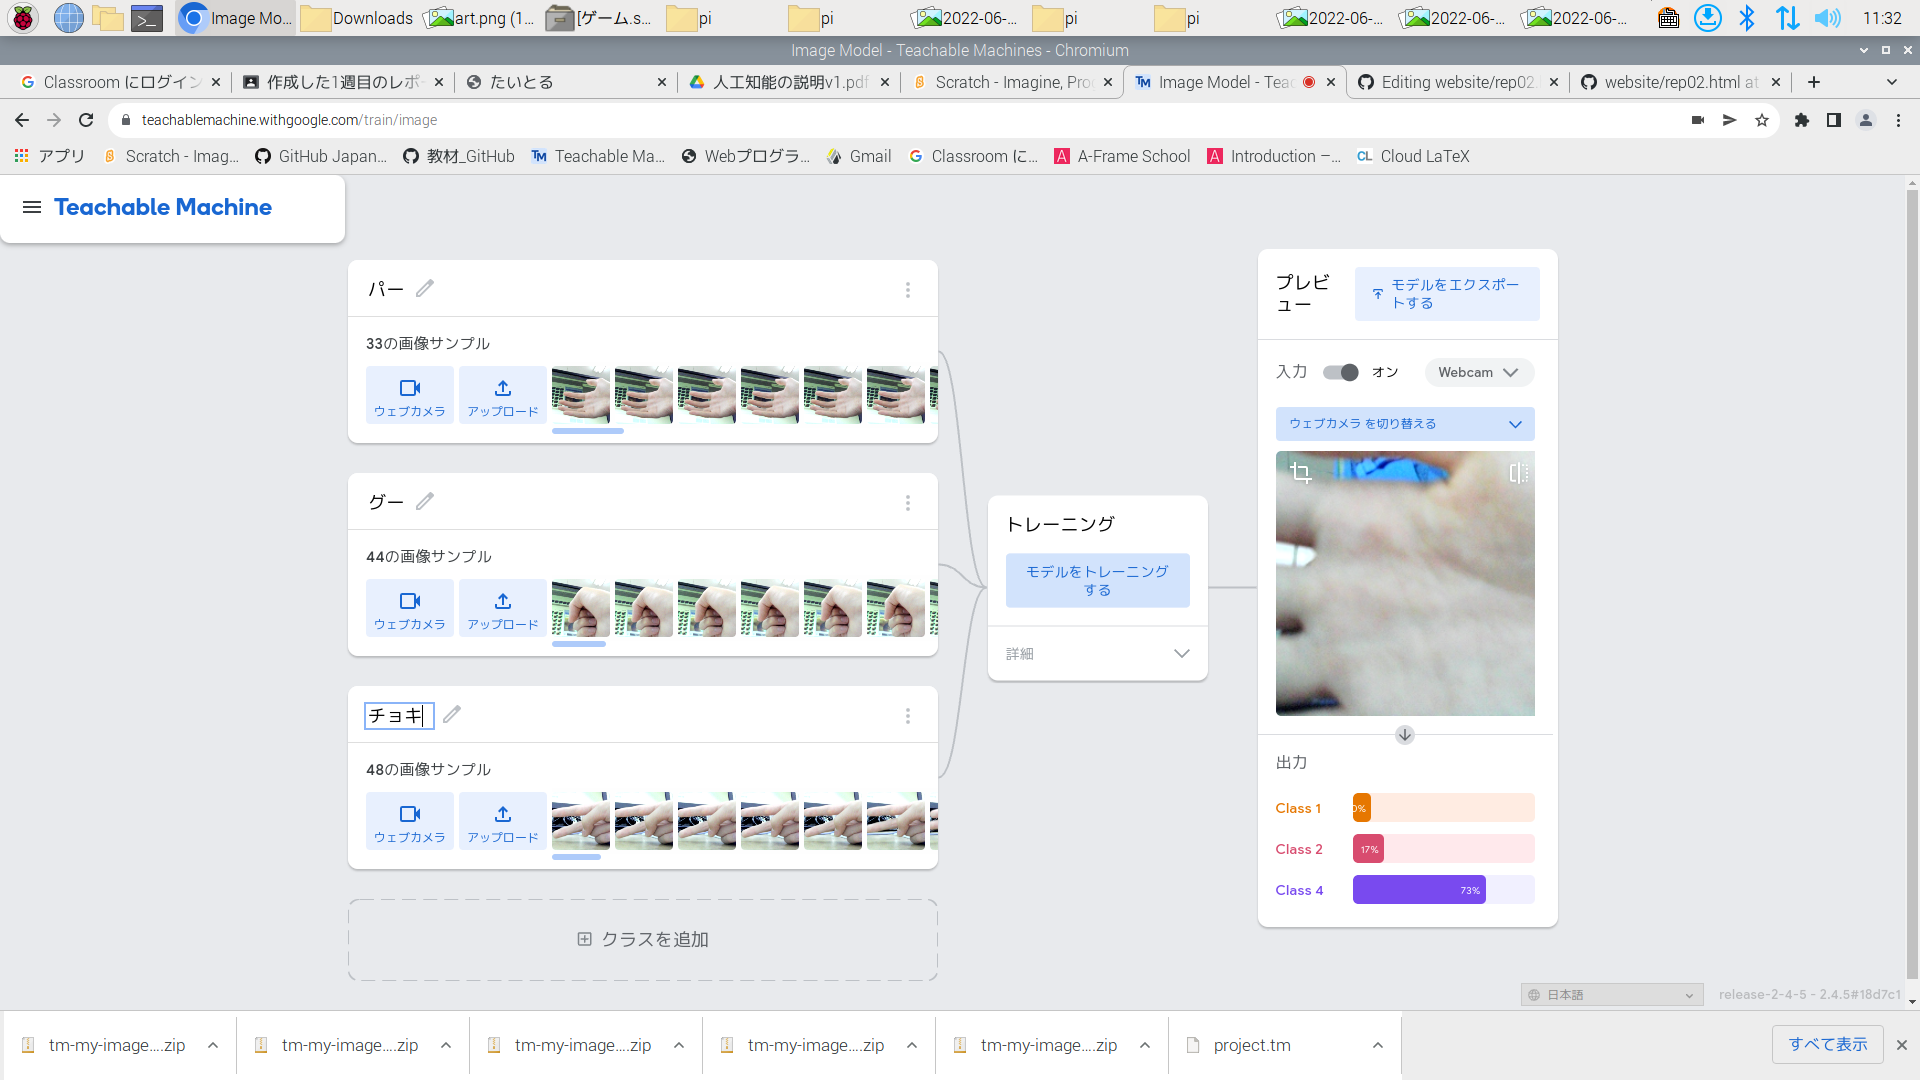 Image Mo...
Downloads
art.png (1...
[ゲーム.s...
pi
pi
2022-06-...
pi
pi
2022-06-...
2022-06-...
2022-06-...
11:32
Image Model - Teachable Machines - Chromium
Classroom にログイン
作成した1週目のレポー
たいとる
人工知能の説明v1.pdf
Scratch - Imagine, Pro
Image Model - Teac
Editing website/rep02.
website/rep02.html at
teachablemachine.withgoogle.com/train/image
アプリ
Scratch - Imag...
GitHub Japan...
教材_GitHub
Teachable Ma...
Webプログラ...
Gmail
Classroom に...
A-Frame School
Introduction –...
CL
Cloud LaTeX
Teachable Machine
パー
33の画像サンプル
ウェブカメラ
アップロード
グー
44の画像サンプル
ウェブカメラ
アップロード
チョキ
48の画像サンプル
ウェブカメラ
アップロード
クラスを追加
トレーニング
モデルをトレーニング
する
詳細
プレビ
ュー
モデルをエクスポー
トする
入力
オン
Webcam
ウェブカメラ を切り替える
出力
Class 1
0%
Class 2
17%
Class 4
73%
日本語
release-2-4-5 - 2.4.5#18d7c1
tm-my-image....zip
tm-my-image....zip
tm-my-image....zip
tm-my-image....zip
tm-my-image....zip
project.tm
すべて表示